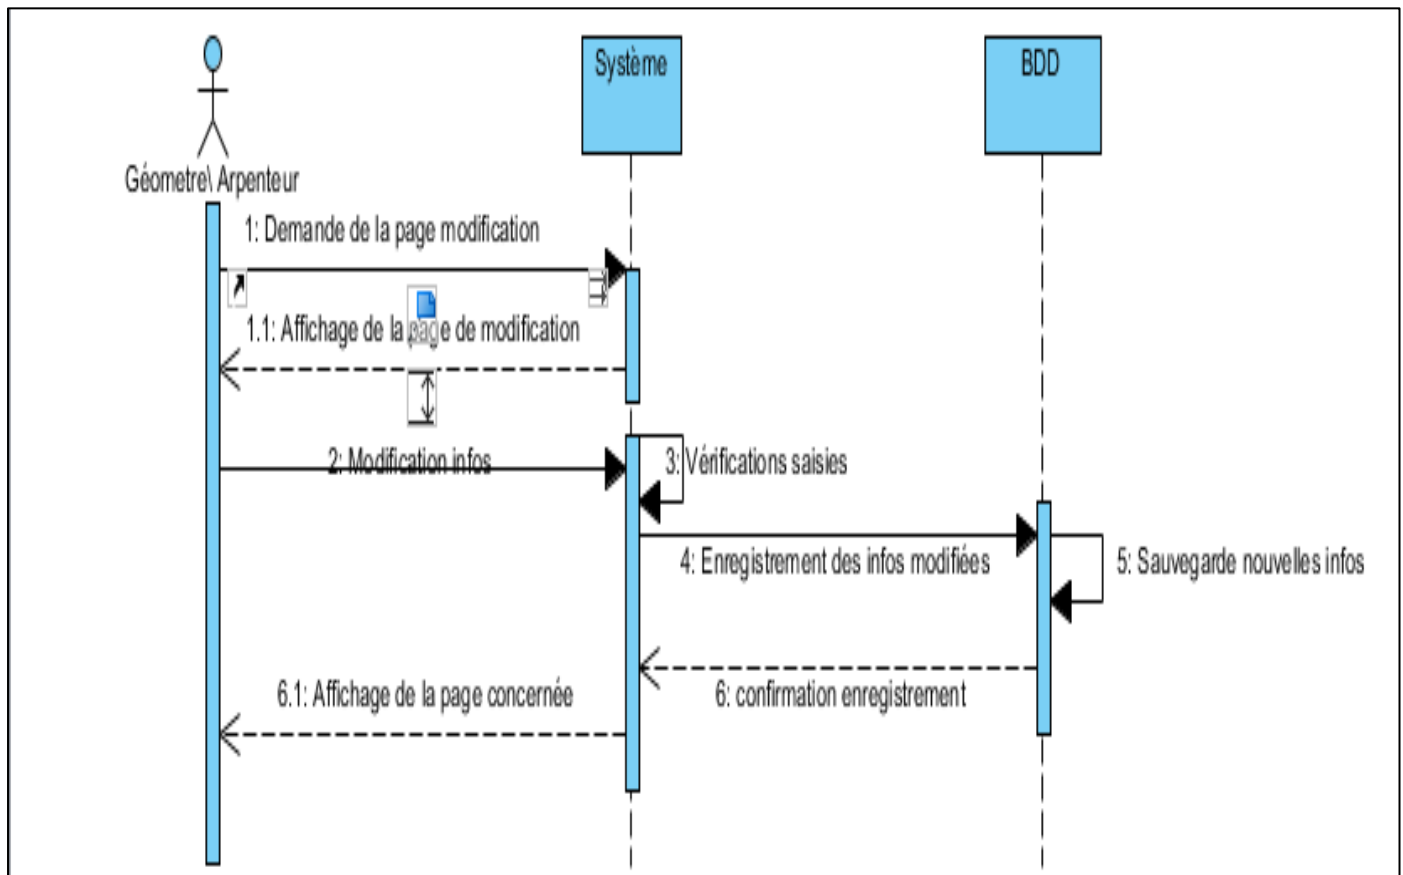 Système
BDD
Géometre\ Arpenteur
1: Demande de la page modification
1.1: Affichage de la page de modification
2: Modification infos
3: Vérifications saisies
4: Enregistrement des infos modifiées
5: Sauvegarde nouvelles infos
6: confirmation enregistrement
6.1: Affichage de la page concernée